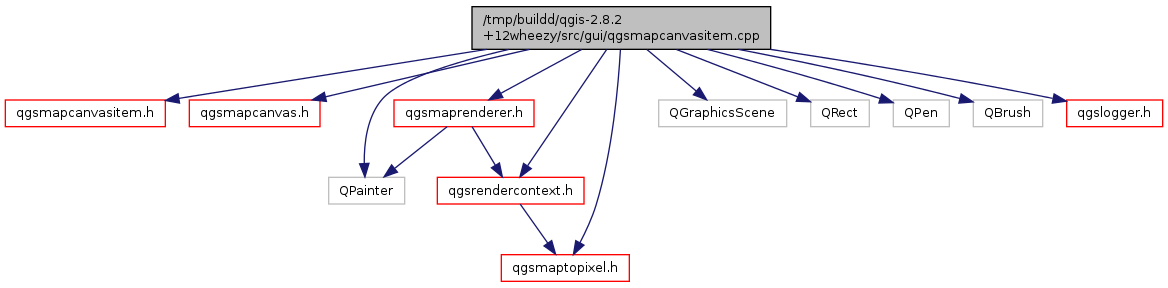 /tmp/buildd/qgis-2.8.2
+12wheezy/src/gui/qgsmapcanvasitem.cpp
qgsmapcanvasitem.h
qgsmapcanvas.h
qgsmaprenderer.h
QGraphicsScene
QRect
QPen
QBrush
qgslogger.h
QPainter
qgsrendercontext.h
qgsmaptopixel.h